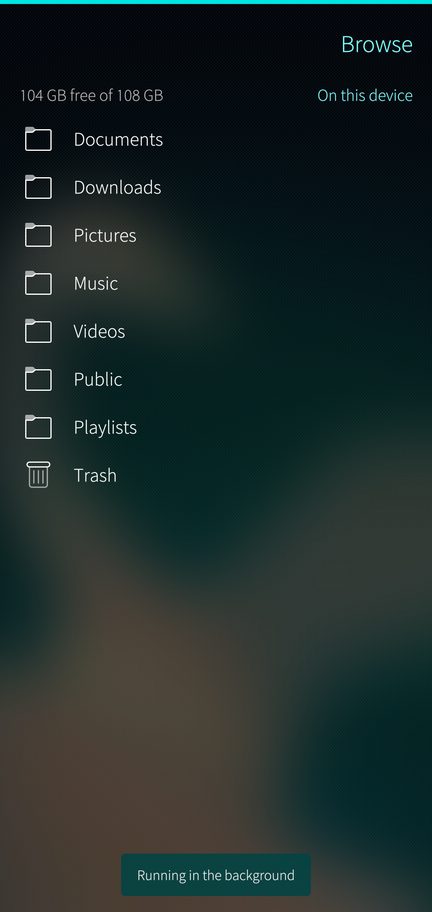 Browse
104 GB free of 108 GB On this device
Documents
Downloads
Pictures
Music
Videos
Public
Playlists
Trash
Running in the background